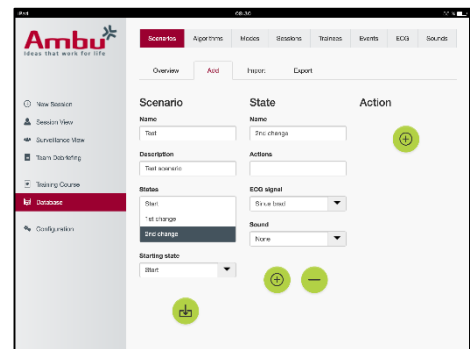 iPad
08:30
Ambu
Ideas that work for life
Scenarios
Algorithms
Modes
Sessions
Trainees
Events
ECG
Sounds
Overview
Add
Import
Export
New Session
Session View
Surveillance View
Team Debriefing
Training Course
Database
Configuration
Scenario
Name
Test
Description
Test scenario
States
Start
1st change
2nd change
Starting state
Start
State
Name
2nd change
Actions
ECG signal
Sinus beat
Sound
None
Action